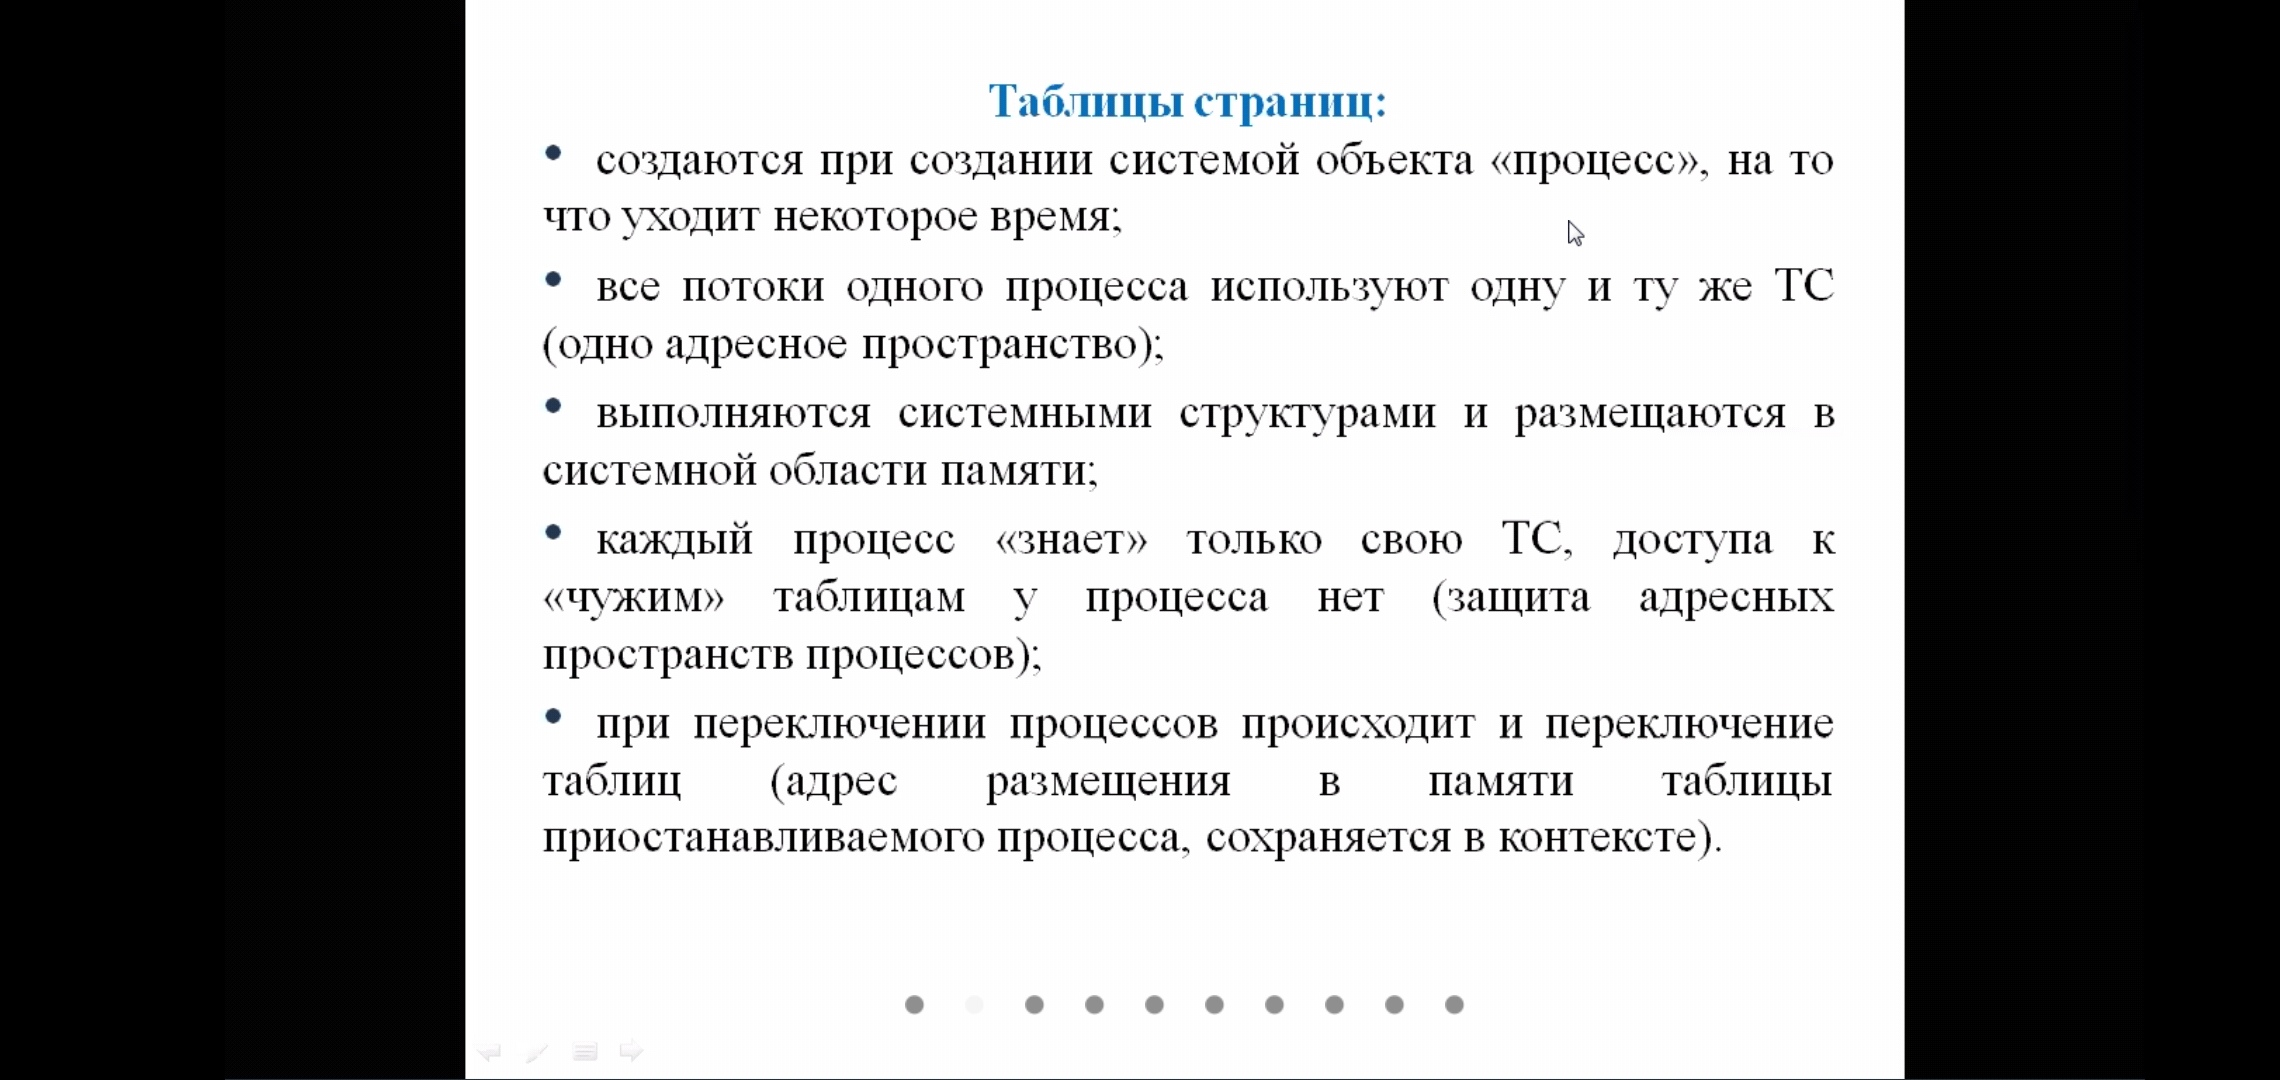 Таблицы страниц:
• создаются при создании системой объекта «процесс», на то
что уходит некоторое время;
• все потоки одного процесса используют одну и ту же ТС
(одно адресное пространство);
• выполняются системными структурами и размещаются в
системной области памяти;
• каждый процесс «знает» только свою ТС, доступа к
«чужим» таблицам у процесса нет (защита адресных
пространств процессов);
• при переключении процессов происходит и переключение
таблиц (адрес размещения в памяти таблицы
приостанавливаемого процесса, сохраняется в контексте).